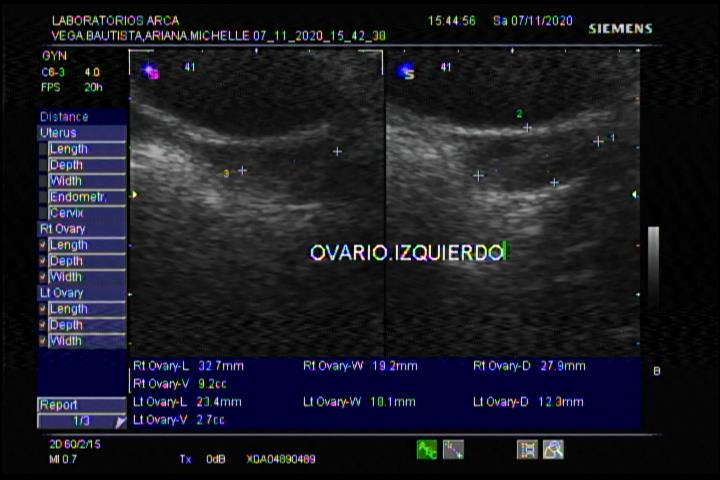 LABORATORIOS ARCA 15:44:56 Sa 07/11/2020
VEGA.BAUTISTA,ARIANA.MICHELLE 07_11_2020_15_42_38 SIEMENS
GYN
C6-3 4.0
FPS 20h
41 41
S S
Distance
Uterus
Length
Depth
Width
Endometr.
Cervix
Rt Ovary
Length
Depth
Width
Lt Ovary
Length
Depth
Width
2
1
3
OVARIO.IZQUIERDO
Rt Ovary-L 32.7mm Rt Ovary-W 19.2mm Rt Ovary-D 27.9mm
Rt Ovary-V 9.2cc
Lt Ovary-L 23.4mm Lt Ovary-W 18.1mm Lt Ovary-D 12.3mm
Lt Ovary-V 2.7cc
B
Report
1/3
2D 60/2/15
MI 0.7 Tx 0dB XDA04890489
ABC